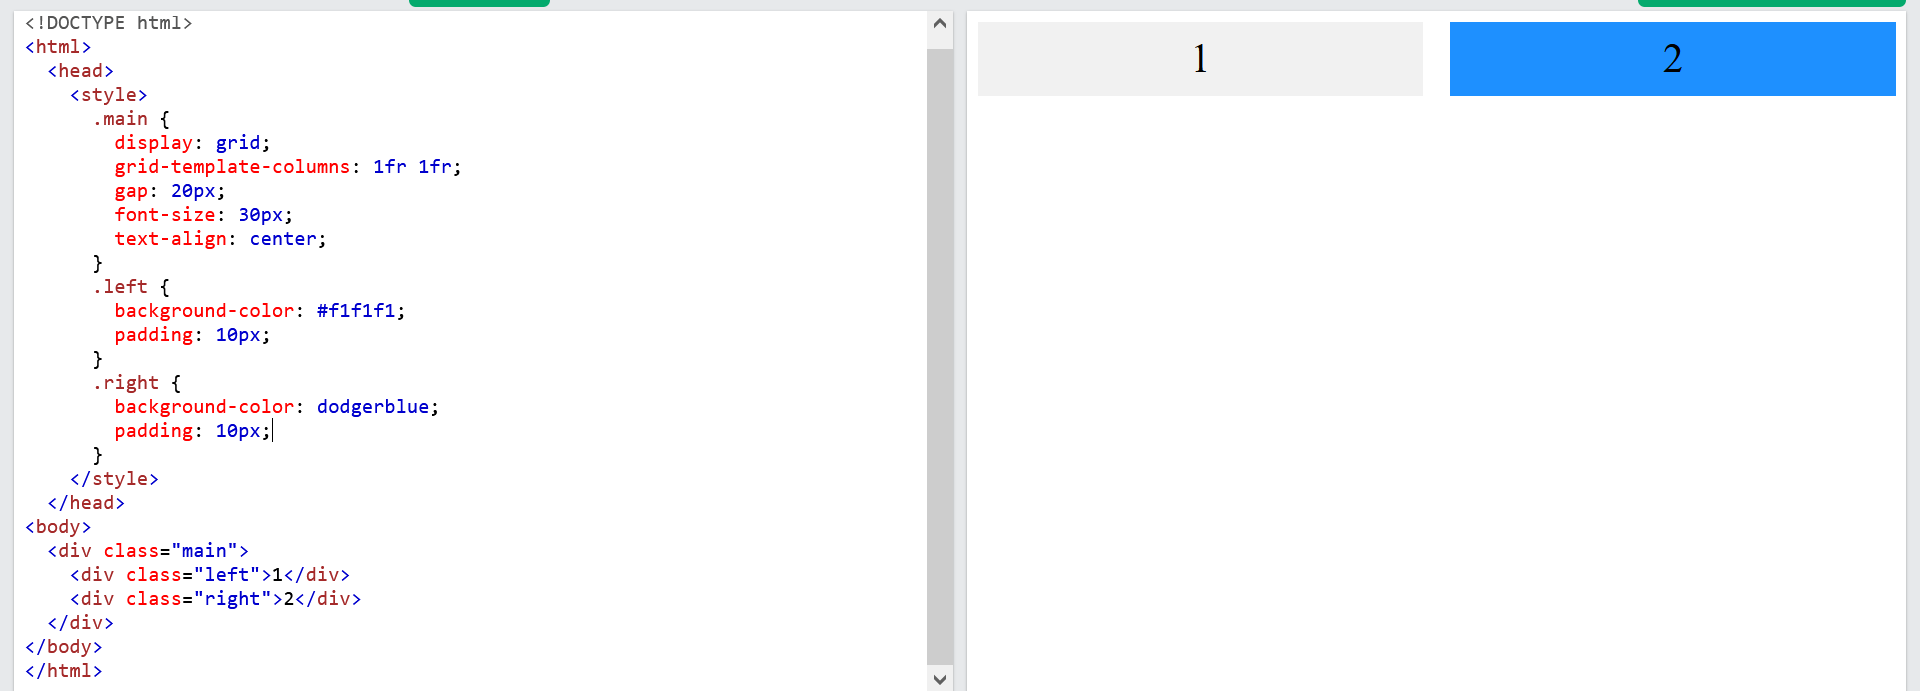 <!DOCTYPE html>
<html>
  <head>
    <style>
      .main {
        display: grid;
        grid-template-columns: 1fr 1fr;
        gap: 20px;
        font-size: 30px;
        text-align: center;
      }
      .left {
        background-color: #f1f1f1;
        padding: 10px;
      }
      .right {
        background-color: dodgerblue;
        padding: 10px;
      }
    </style>
  </head>
<body>
  <div class="main">
    <div class="left">1</div>
    <div class="right">2</div>
  </div>
</body>
</html>
1
2